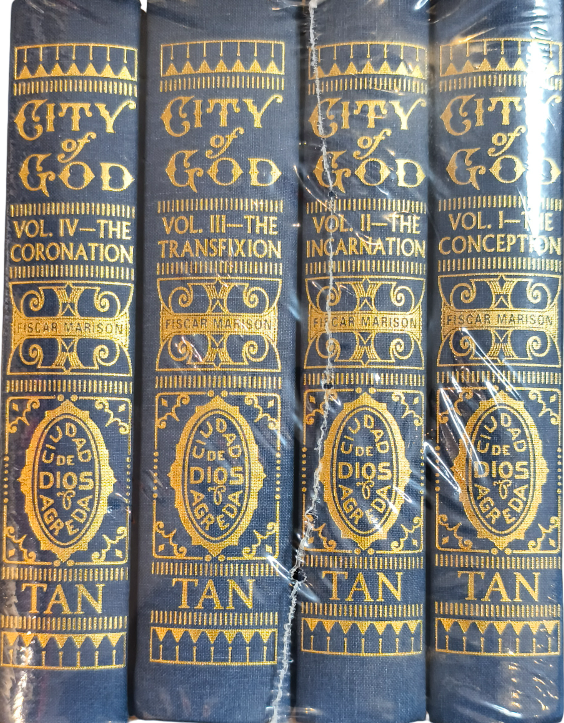 CITY
of
GOD
VOL. IV—THE
CORONATION
FISCAR MARISON
CIUDAD
DE
DIOS
AGREDA
TAN
CITY
of
GOD
VOL. III—THE
TRANSFIXION
FISCAR MARISON
CIUDAD
DE
DIOS
AGREDA
TAN
CITY
of
GOD
VOL. II—THE
INCARNATION
FISCAR MARISON
CIUDAD
DE
DIOS
AGREDA
TAN
CITY
of
GOD
VOL. I—THE
CONCEPTION
FISCAR MARISON
CIUDAD
DE
DIOS
AGREDA
TAN